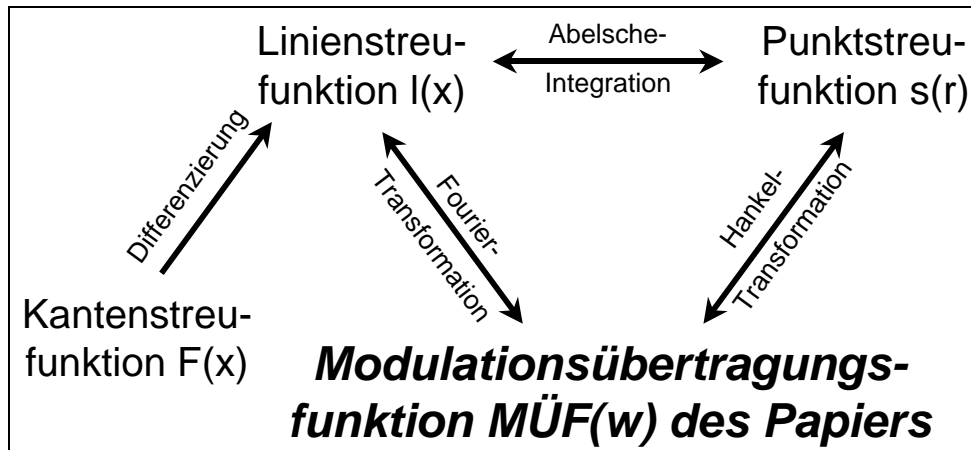 Linienstreu-
funktion l(x)
Abelsche-
Integration
Punktstreu-
funktion s(r)
Differenzierung
Fourier-
Transformation
Hankel-
Transformation
Kantenstreu-
funktion F(x)
Modulationsübertragungs-
funktion MÜF(w) des Papiers